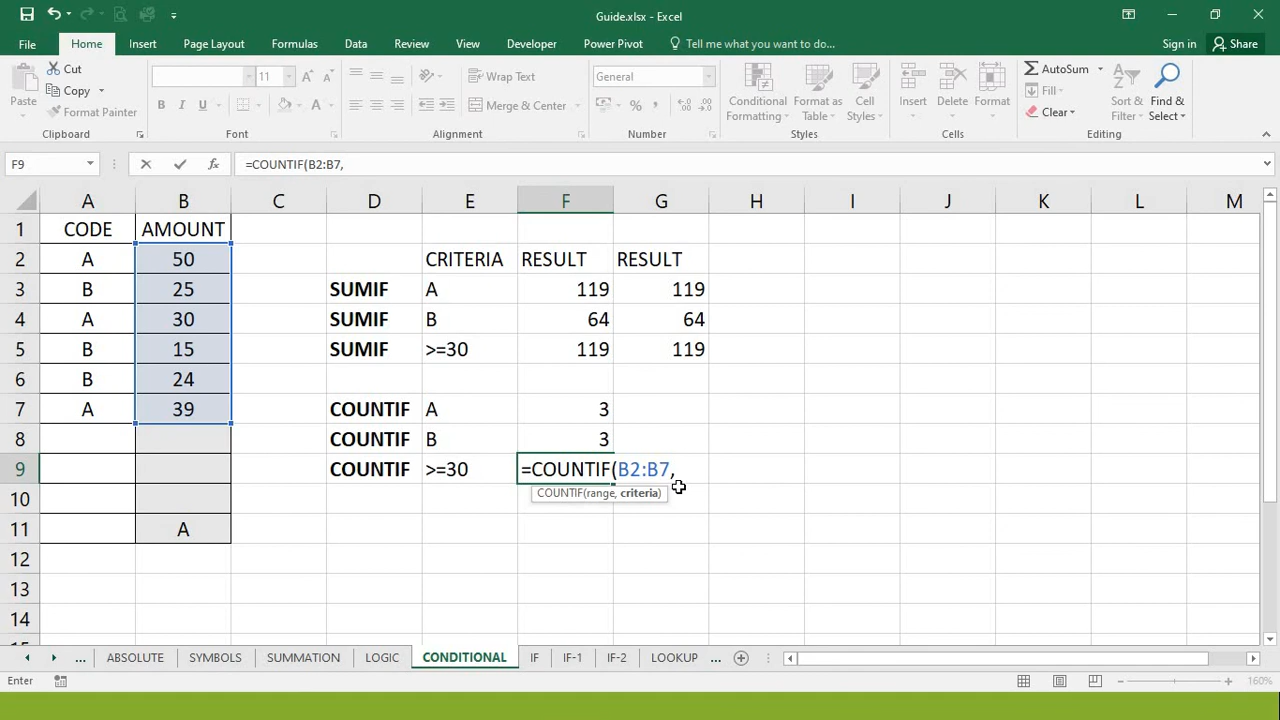 Guide.xlsx - Excel
File Home Insert Page Layout Formulas Data Review View Developer Power Pivot Tell me what you want to do... Sign in Share
Paste Cut
Copy
Format Painter
Clipboard
11
B I U
Font
Wrap Text
Merge & Center
Alignment
General
%
Number
Conditional Formatting
Formats Table
Cell Styles
Styles
Insert Delete Format
Cells
AutoSum
Fill
Clear
Sort & Filter
Find & Select
Editing
F9 fx =COUNTIF(B2:B7,
A B C D E F G H I J K L M
1 CODE AMOUNT
2 A 50 CRITERIA RESULT RESULT
3 B 25 SUMIF A 119 119
4 A 30 SUMIF B 64 64
5 B 15 SUMIF >=30 119 119
6 B 24
7 A 39 COUNTIF A 3
8 COUNTIF B 3
9 COUNTIF >=30 =COUNTIF(B2:B7,
COUNTIF(range, criteria)
10
11 A
12
13
14
... ABSOLUTE SYMBOLS SUMMATION LOGIC CONDITIONAL IF IF-1 IF-2 LOOKUP ...
Enter 160%